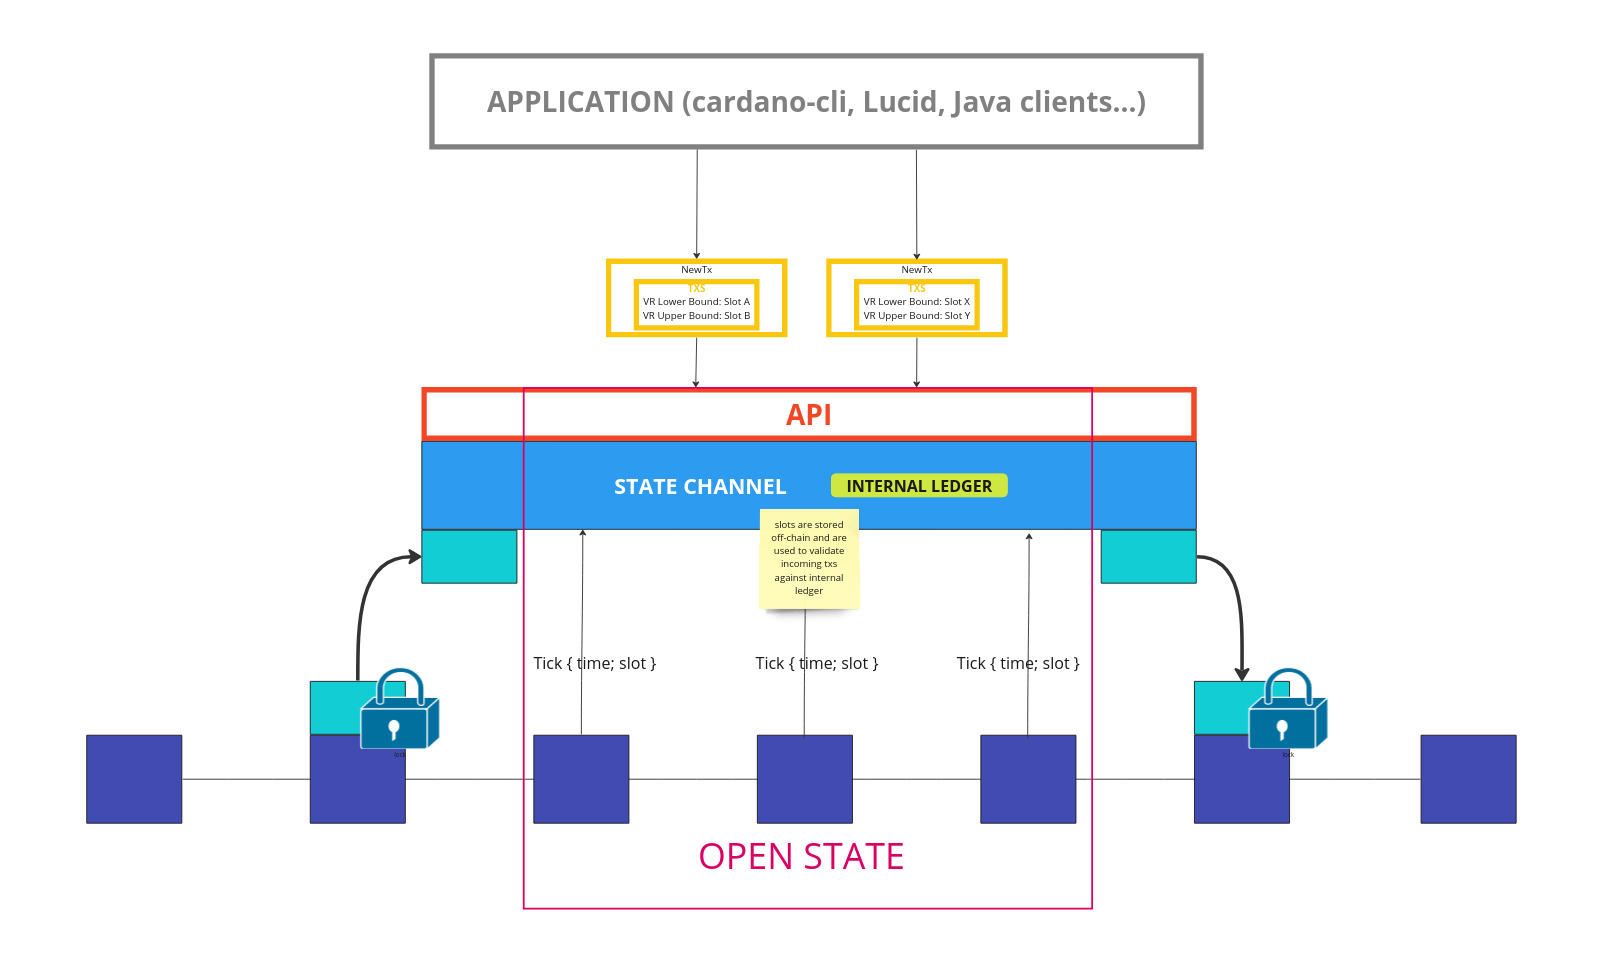 APPLICATION (cardano-cli, Lucid, Java clients...)
NewTx
TXS
VR Lower Bound: Slot A
VR Upper Bound: Slot B
NewTx
TXS
VR Lower Bound: Slot X
VR Upper Bound: Slot Y
API
STATE CHANNEL
INTERNAL LEDGER
slots are stored
off-chain and are
used to validate
incoming txs
against internal
ledger
Tick { time; slot }
Tick { time; slot }
Tick { time; slot }
lock
lock
OPEN STATE